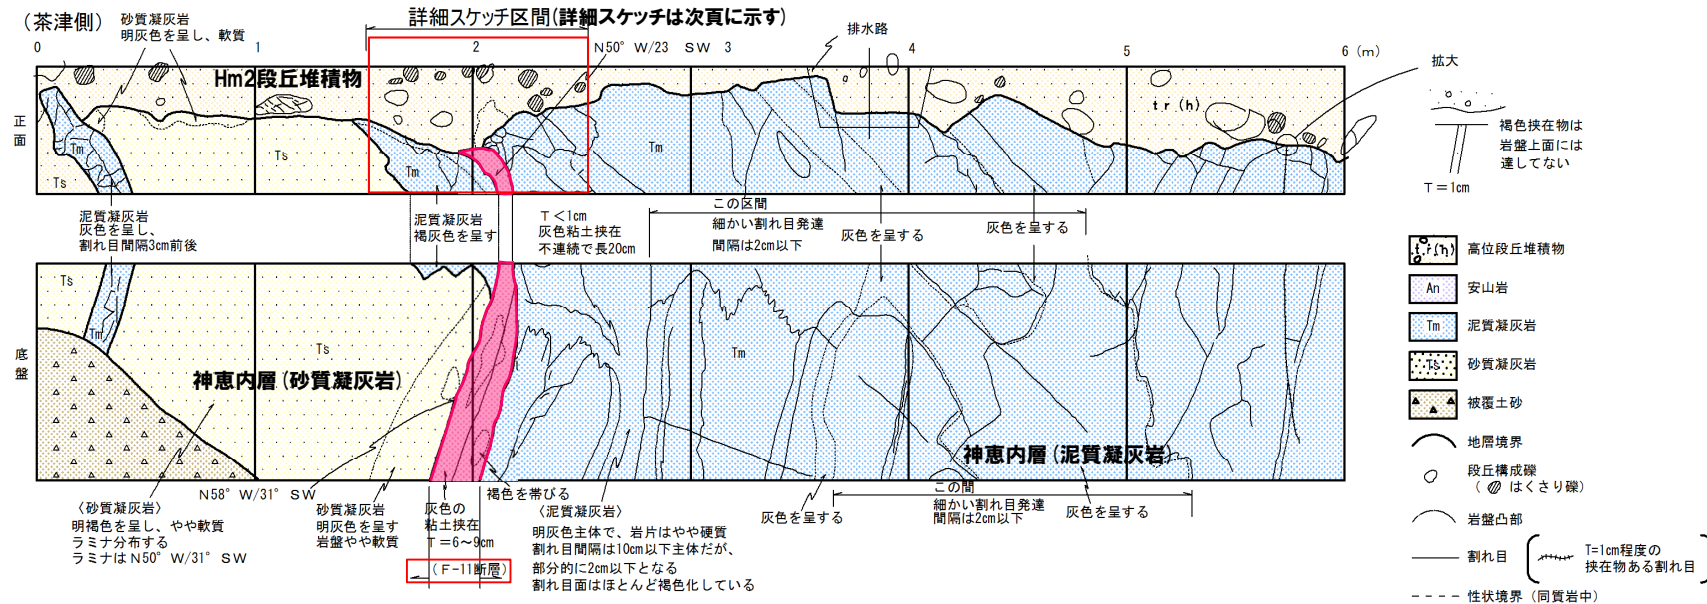 （茶津側）
砂質凝灰岩
明灰色を呈し、軟質
詳細スケッチ区間(詳細スケッチは次頁に示す)
排水路
0 1 2 N50°W/23 SW 3 4 5 6（m）
拡大
Hm2段丘堆積物
正面
Tm
Ts
Ts
Tm
Tm
t r (h)
褐色挟在物は
岩盤上面には
達してない
T＝1cm
泥質凝灰岩
灰色を呈し、
割れ目間隔3cm前後
泥質凝灰岩
褐灰色を呈す
T＜1cm
灰色粘土挟在
不連続で長20cm
この区間
細かい割れ目発達
間隔は2cm以下
灰色を呈する
灰色を呈する
底盤
Ts
Tm
Ts
Tm
神恵内層(砂質凝灰岩)
神恵内層(泥質凝灰岩)
〈砂質凝灰岩〉
明褐色を呈し、やや軟質
ラミナ分布する
ラミナはN50°W/31°SW
N58°W/31°SW
砂質凝灰岩
明灰色を呈す
岩盤やや軟質
灰色の
粘土挟在
T＝6～9cm
（F-11断層）
褐色を帯びる
〈泥質凝灰岩〉
明灰色主体で、岩片はやや硬質
割れ目間隔は10cm以下主体だが、
部分的に2cm以下となる
割れ目面はほとんど褐色化している
灰色を呈する
この間
細かい割れ目発達
間隔は2cm以下
灰色を呈する
t.r.(h) 高位段丘堆積物
An 安山岩
Tm 泥質凝灰岩
Ts 砂質凝灰岩
被覆土砂
地層境界
段丘構成礫
（はくさり礫）
岩盤凸部
割れ目
T=1cm程度の
挟在物ある割れ目
性状境界（同質岩中）